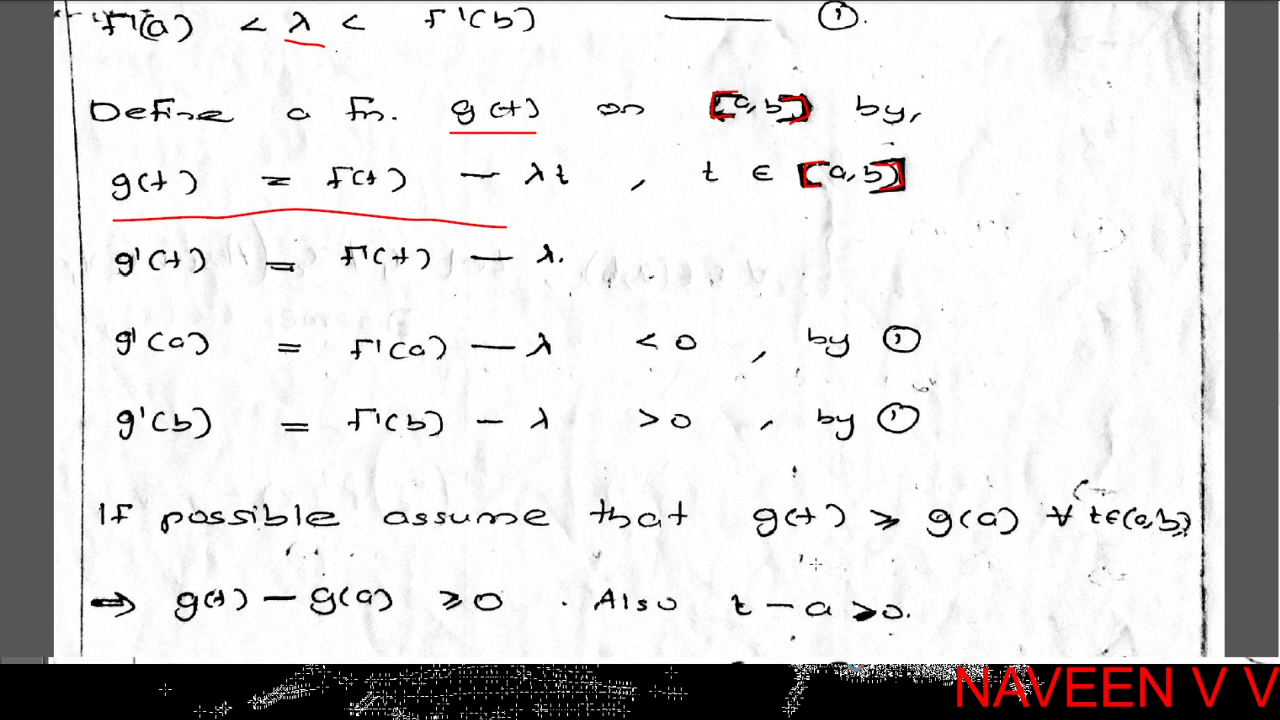 f'(a) < λ < f'(b) —— ①.
Define a fn. g(t) on [a,b] by,
g(t) = f(t) — λt , t ∈ [a,b]
g'(t) = f'(t) — λ.
g'(a) = f'(a) — λ < 0 , by ①
g'(b) = f'(b) — λ > 0 , by ①
If possible assume that g(t) ≥ g(a) ∀ t∈(a,b)
⇒ g(t) — g(a) ≥ 0 . Also t — a > 0.
NAVEEN V V